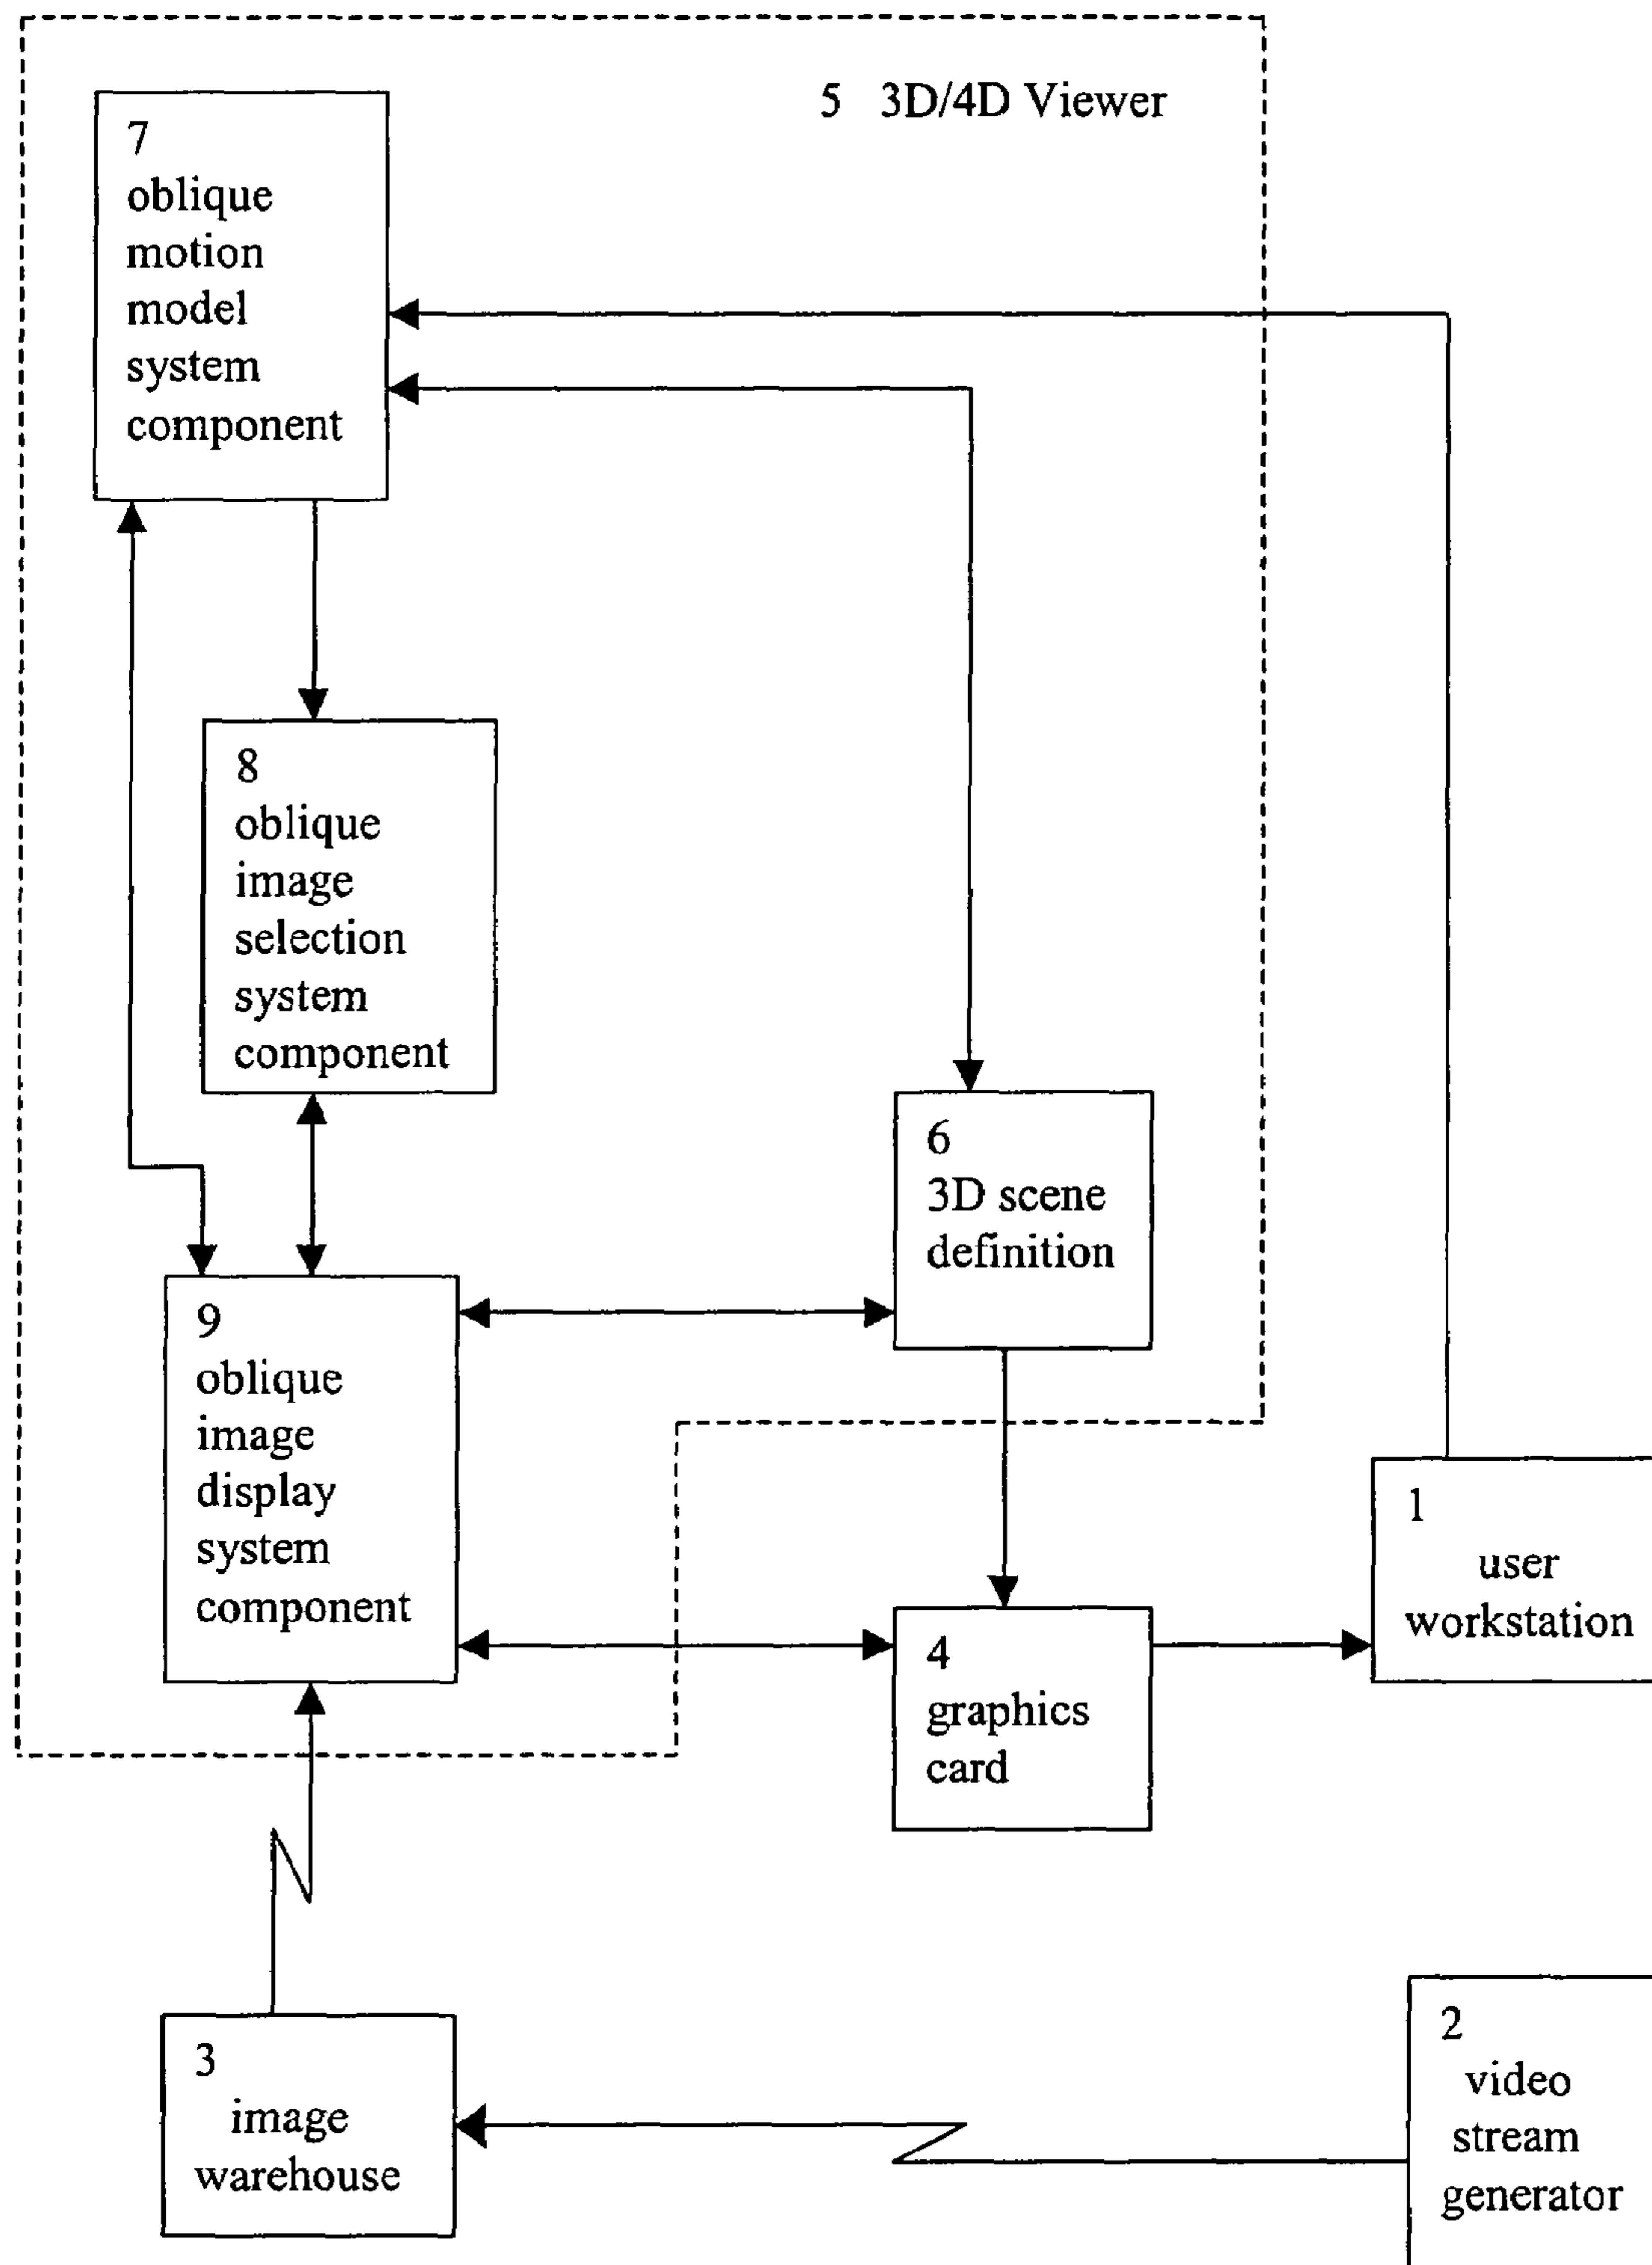 5 3D/4D Viewer
7
oblique
motion
model
system
component
8
oblique
image
selection
system
component
6
3D scene
definition
9
oblique
image
display
system
component
1
user
workstation
4
graphics
card
3
image
warehouse
2
video
stream
generator